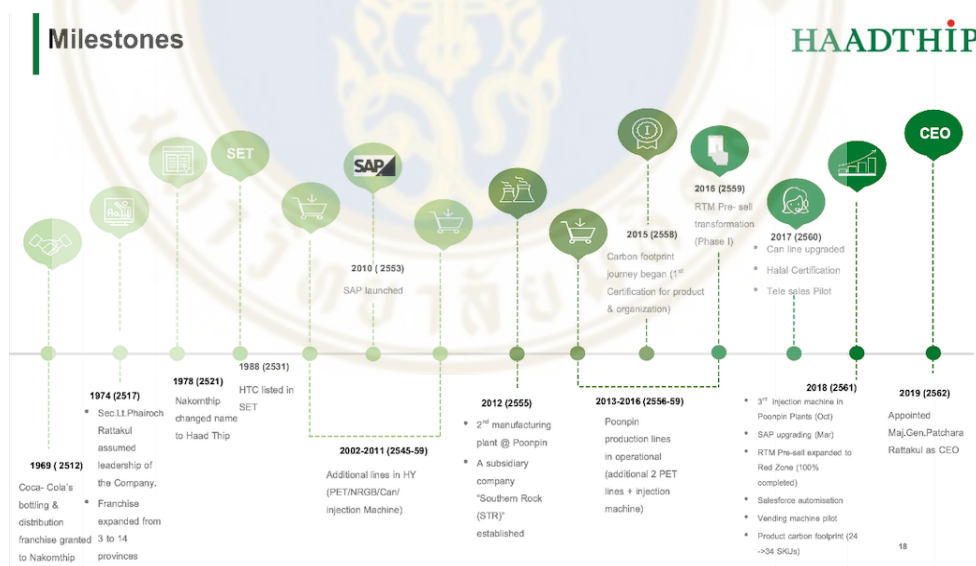 Milestones
HAADTHIP
CEO
SET
SAP
2016 (2559)
RTM Pre- sell
transformation
(Phase I)
2015 (2558)
Carbon footprint
journey began (1st
Certification for product
& organization)
2017 (2560)
• Can line upgraded
• Halal Certification
• Tele sales Pilot
2010 ( 2553)
SAP launched
1969 (2512)
Coca- Cola's
bottling &
distribution
franchise granted
to Nakornthip
1974 (2517)
• Sec.Lt.Phairoch
Rattakul
assumed
leadership of
the Company.
• Franchise
expanded from
3 to 14
provinces
1978 (2521)
Nakornthip
changed name
to Haad Thip
1988 (2531)
HTC listed in
SET
2002-2011 (2545-59)
Additional lines in HY
(PET/NRGB/Can/
injection Machine)
2012 (2555)
• 2nd manufacturing
plant @ Poonpin
• A subsidiary
company
"Southern Rock
(STR)"
established
2013-2016 (2556-59)
Poonpin
production lines
in operational
(additional 2 PET
lines + injection
machine)
2018 (2561)
• 3rd injection machine in
Poonpin Plants (Oct)
• SAP upgrading (Mar)
• RTM Pre-sell expanded to
Red Zone (100%
completed)
• Salesforce automisation
• Vending machine pilot
• Product carbon footprint (24
->34 SKUs)
2019 (2562)
Appointed
Maj.Gen.Patchara
Rattakul as CEO
18